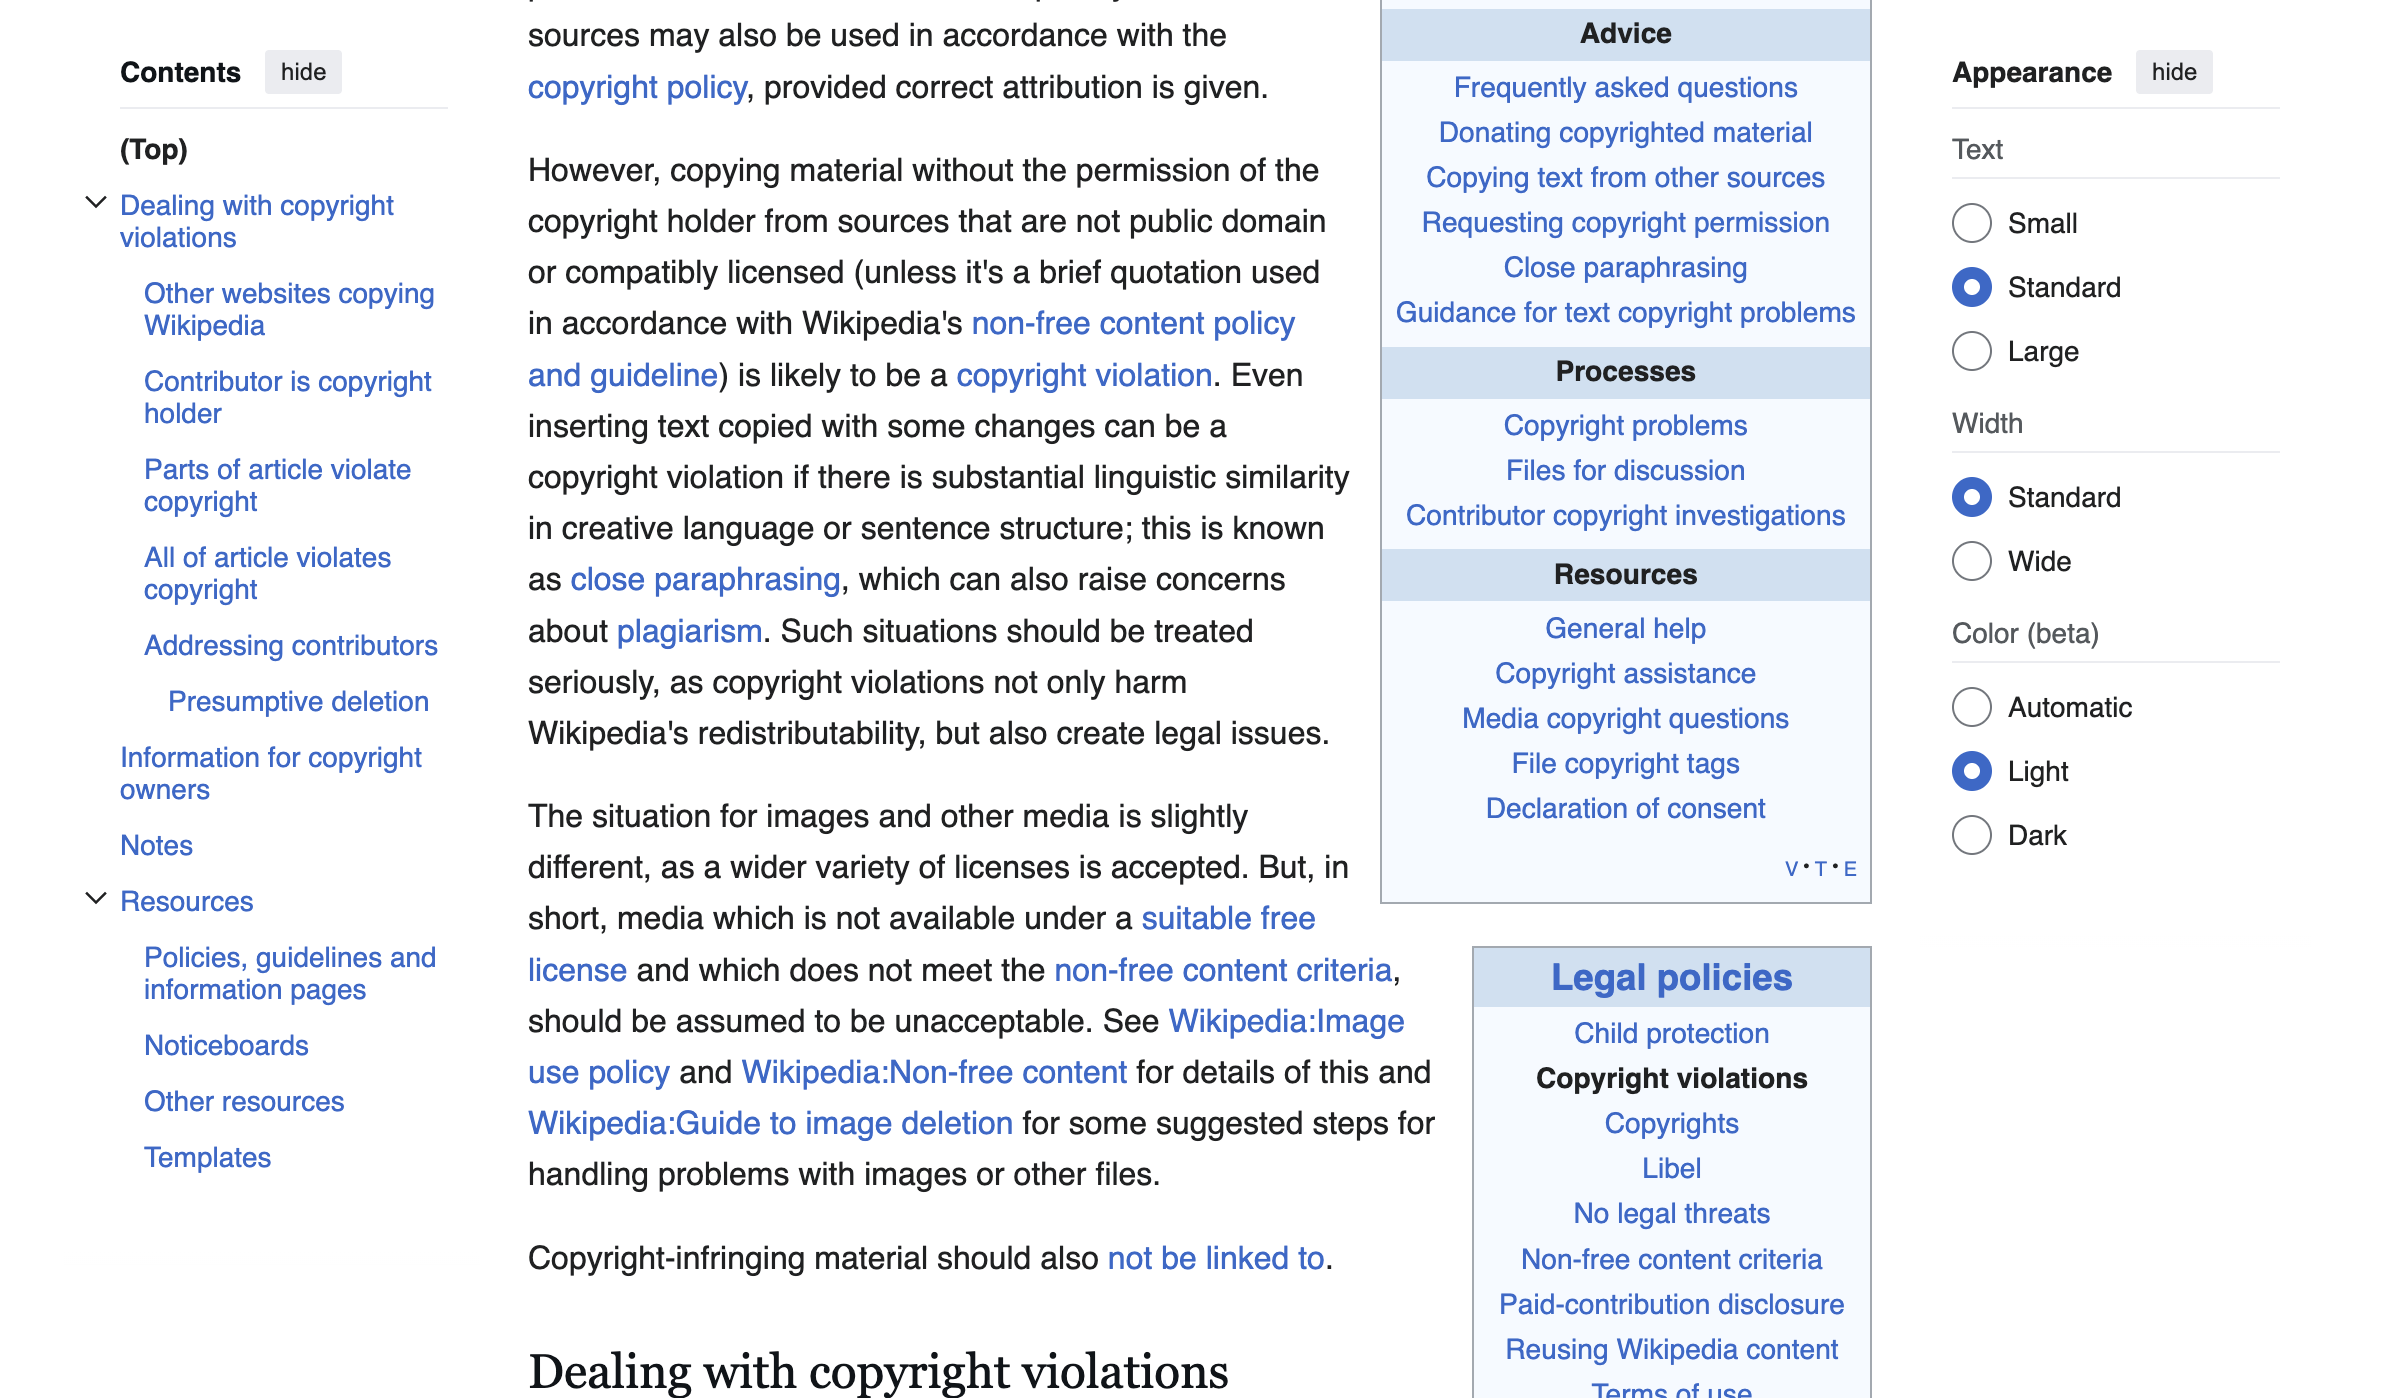 Contents hide
(Top)
Dealing with copyright
violations
Other websites copying
Wikipedia
Contributor is copyright
holder
Parts of article violate
copyright
All of article violates
copyright
Addressing contributors
Presumptive deletion
Information for copyright
owners
Notes
Resources
Policies, guidelines and
information pages
Noticeboards
Other resources
Templates
sources may also be used in accordance with the
copyright policy, provided correct attribution is given.
However, copying material without the permission of the
copyright holder from sources that are not public domain
or compatibly licensed (unless it's a brief quotation used
in accordance with Wikipedia's non-free content policy
and guideline) is likely to be a copyright violation. Even
inserting text copied with some changes can be a
copyright violation if there is substantial linguistic similarity
in creative language or sentence structure; this is known
as close paraphrasing, which can also raise concerns
about plagiarism. Such situations should be treated
seriously, as copyright violations not only harm
Wikipedia's redistributability, but also create legal issues.
The situation for images and other media is slightly
different, as a wider variety of licenses is accepted. But, in
short, media which is not available under a suitable free
license and which does not meet the non-free content criteria,
should be assumed to be unacceptable. See Wikipedia:Image
use policy and Wikipedia:Non-free content for details of this and
Wikipedia:Guide to image deletion for some suggested steps for
handling problems with images or other files.
Copyright-infringing material should also not be linked to.
Dealing with copyright violations
Advice
Frequently asked questions
Donating copyrighted material
Copying text from other sources
Requesting copyright permission
Close paraphrasing
Guidance for text copyright problems
Processes
Copyright problems
Files for discussion
Contributor copyright investigations
Resources
General help
Copyright assistance
Media copyright questions
File copyright tags
Declaration of consent
V • T • E
Legal policies
Child protection
Copyright violations
Copyrights
Libel
No legal threats
Non-free content criteria
Paid-contribution disclosure
Reusing Wikipedia content
Terms of use
Appearance hide
Text
Small
Standard
Large
Width
Standard
Wide
Color (beta)
Automatic
Light
Dark